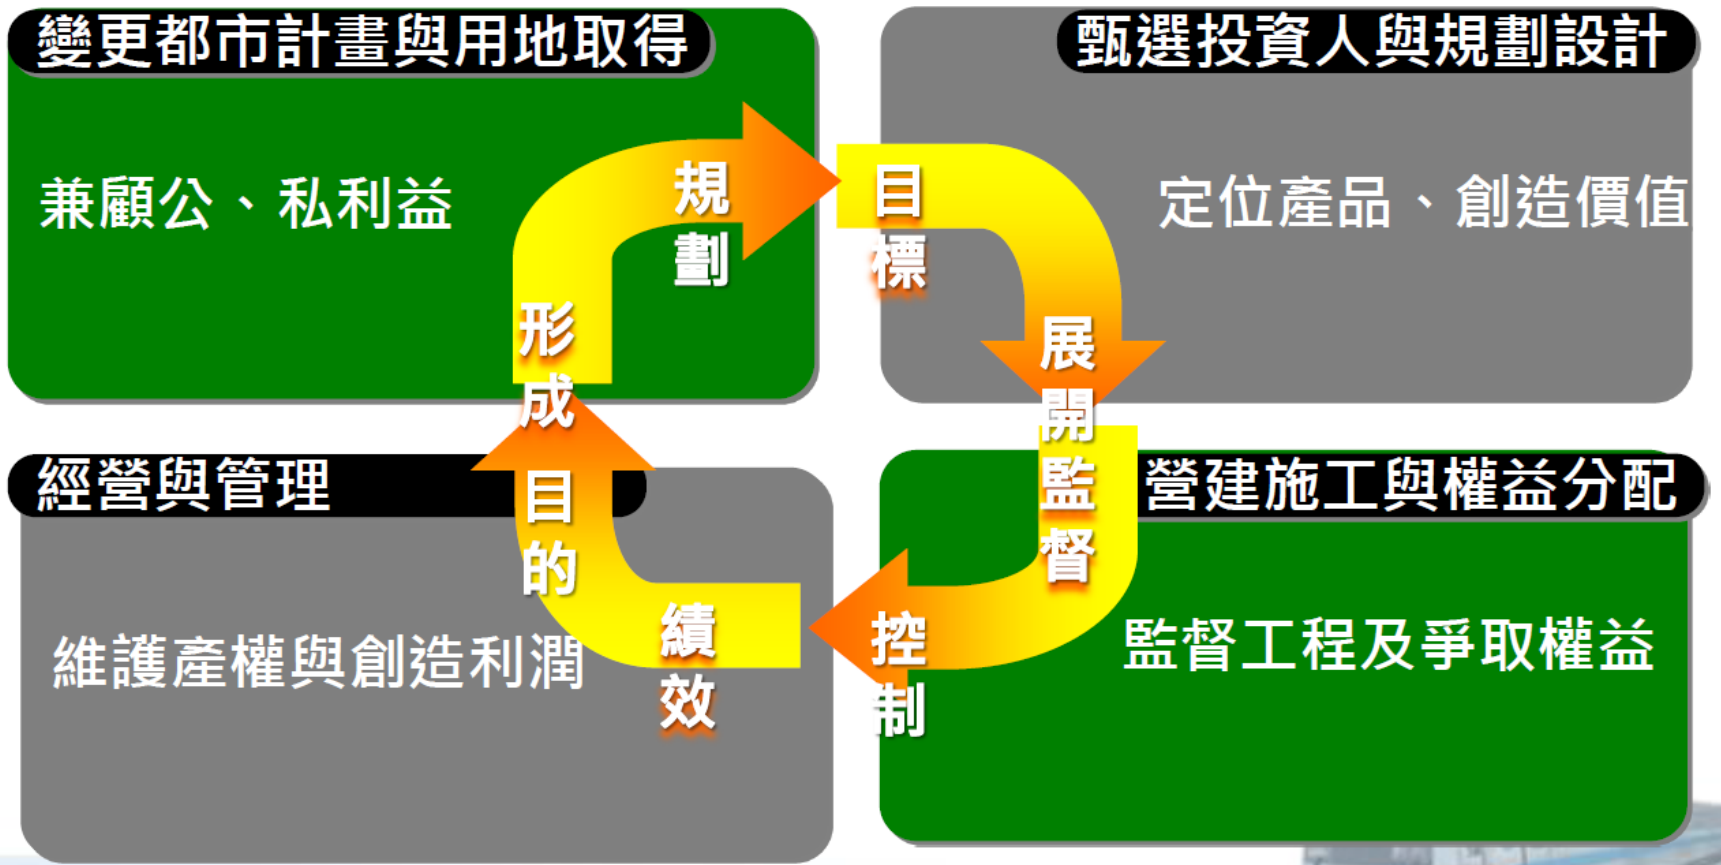 變更都市計畫與用地取得
兼顧公、私利益
甄選投資人與規劃設計
定位產品、創造價值
形成
規劃
目標
展開
經營與管理
維護產權與創造利潤
營建施工與權益分配
監督工程及爭取權益
目的
績效
監督
控制